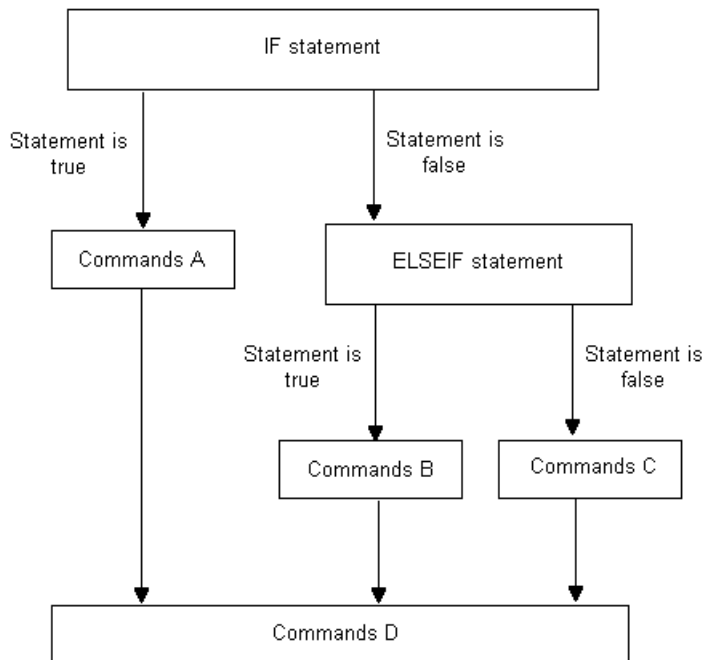 IF statement
Statement is
true
Statement is
false
Commands A
ELSEIF statement
Statement is
true
Statement is
false
Commands B
Commands C
Commands D